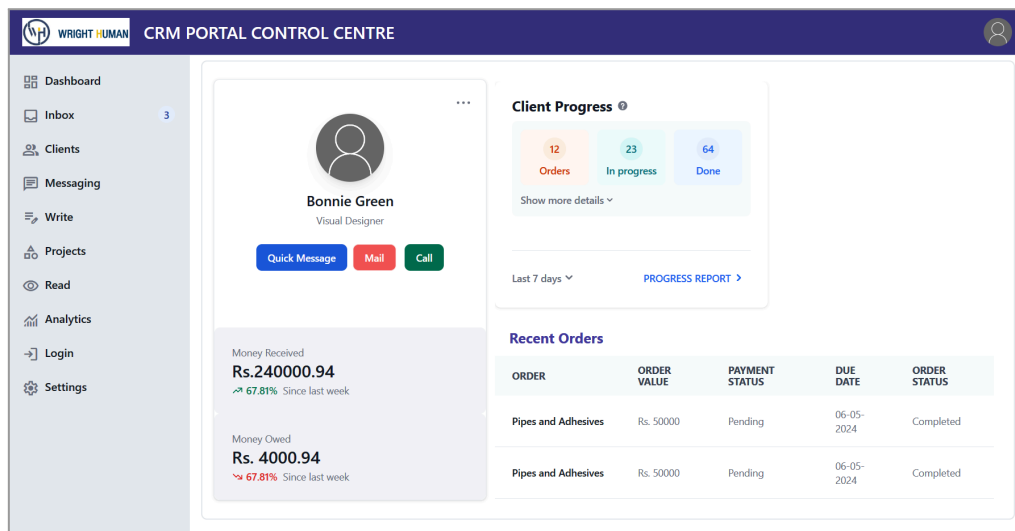 WH WRIGHT HUMAN CRM PORTAL CONTROL CENTRE
Dashboard
Inbox 3
Clients
Messaging
Write
Projects
Read
Analytics
Login
Settings
Bonnie Green
Visual Designer
Quick Message Mail Call
Money Received
Rs.240000.94
67.81% Since last week
Money Owed
Rs. 4000.94
67.81% Since last week
Client Progress ?
12 23 64
Orders In progress Done
Show more details
Last 7 days PROGRESS REPORT
Recent Orders
ORDER ORDER VALUE PAYMENT STATUS DUE DATE ORDER STATUS
Pipes and Adhesives Rs. 50000 Pending 06-05-2024 Completed
Pipes and Adhesives Rs. 50000 Pending 06-05-2024 Completed